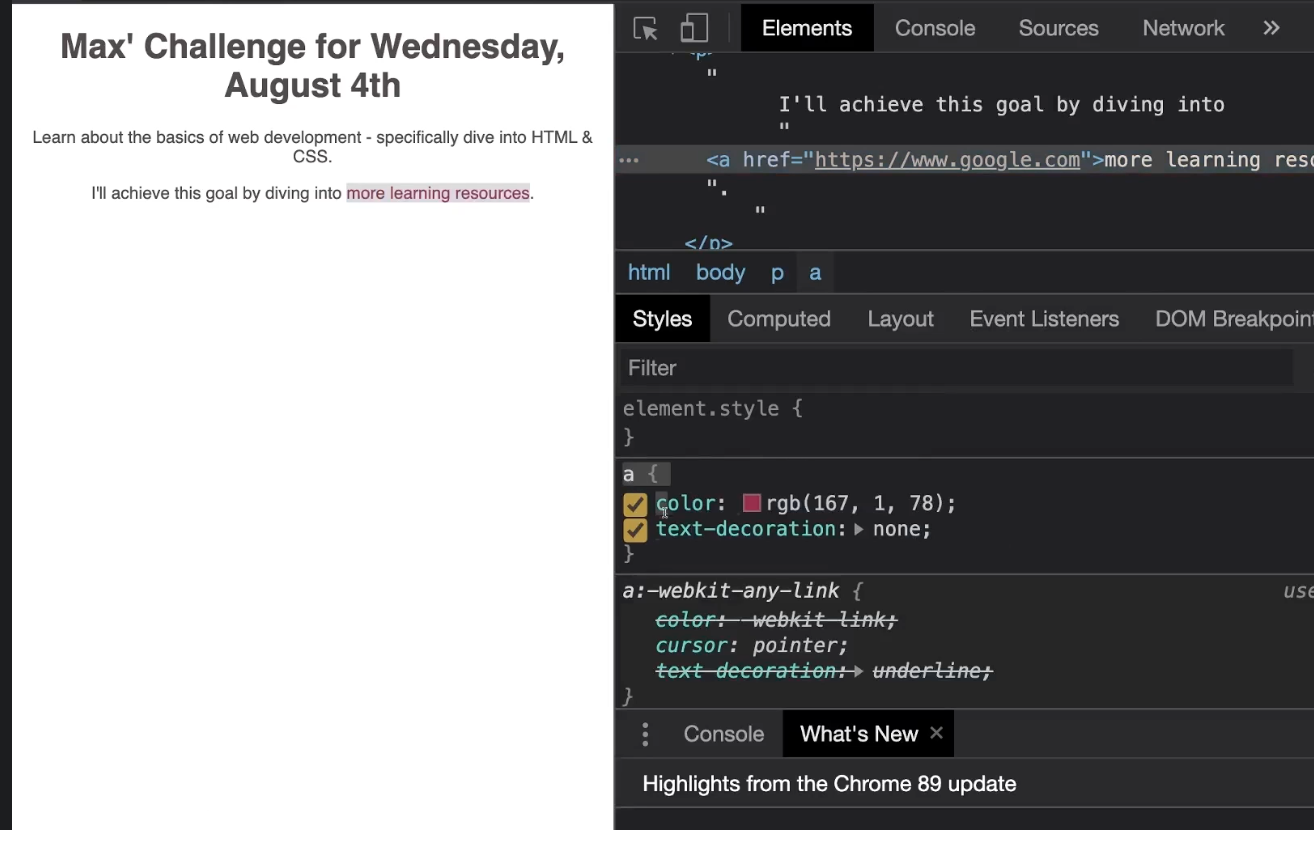 Max' Challenge for Wednesday,
August 4th
Learn about the basics of web development - specifically dive into HTML &
CSS.
I'll achieve this goal by diving into more learning resources.
Elements Console Sources Network »
<p>
"
I'll achieve this goal by diving into
"
… <a href="https://www.google.com">more learning
".
"
</p>
html body p a
Styles Computed Layout Event Listeners DOM
Filter
element.style {
}
a {
color: rgb(167, 1, 78);
text-decoration: none;
}
a:-webkit-any-link {
color: -webkit-link;
cursor: pointer;
text-decoration: underline;
}
Console What's New ×
Highlights from the Chrome 89 update